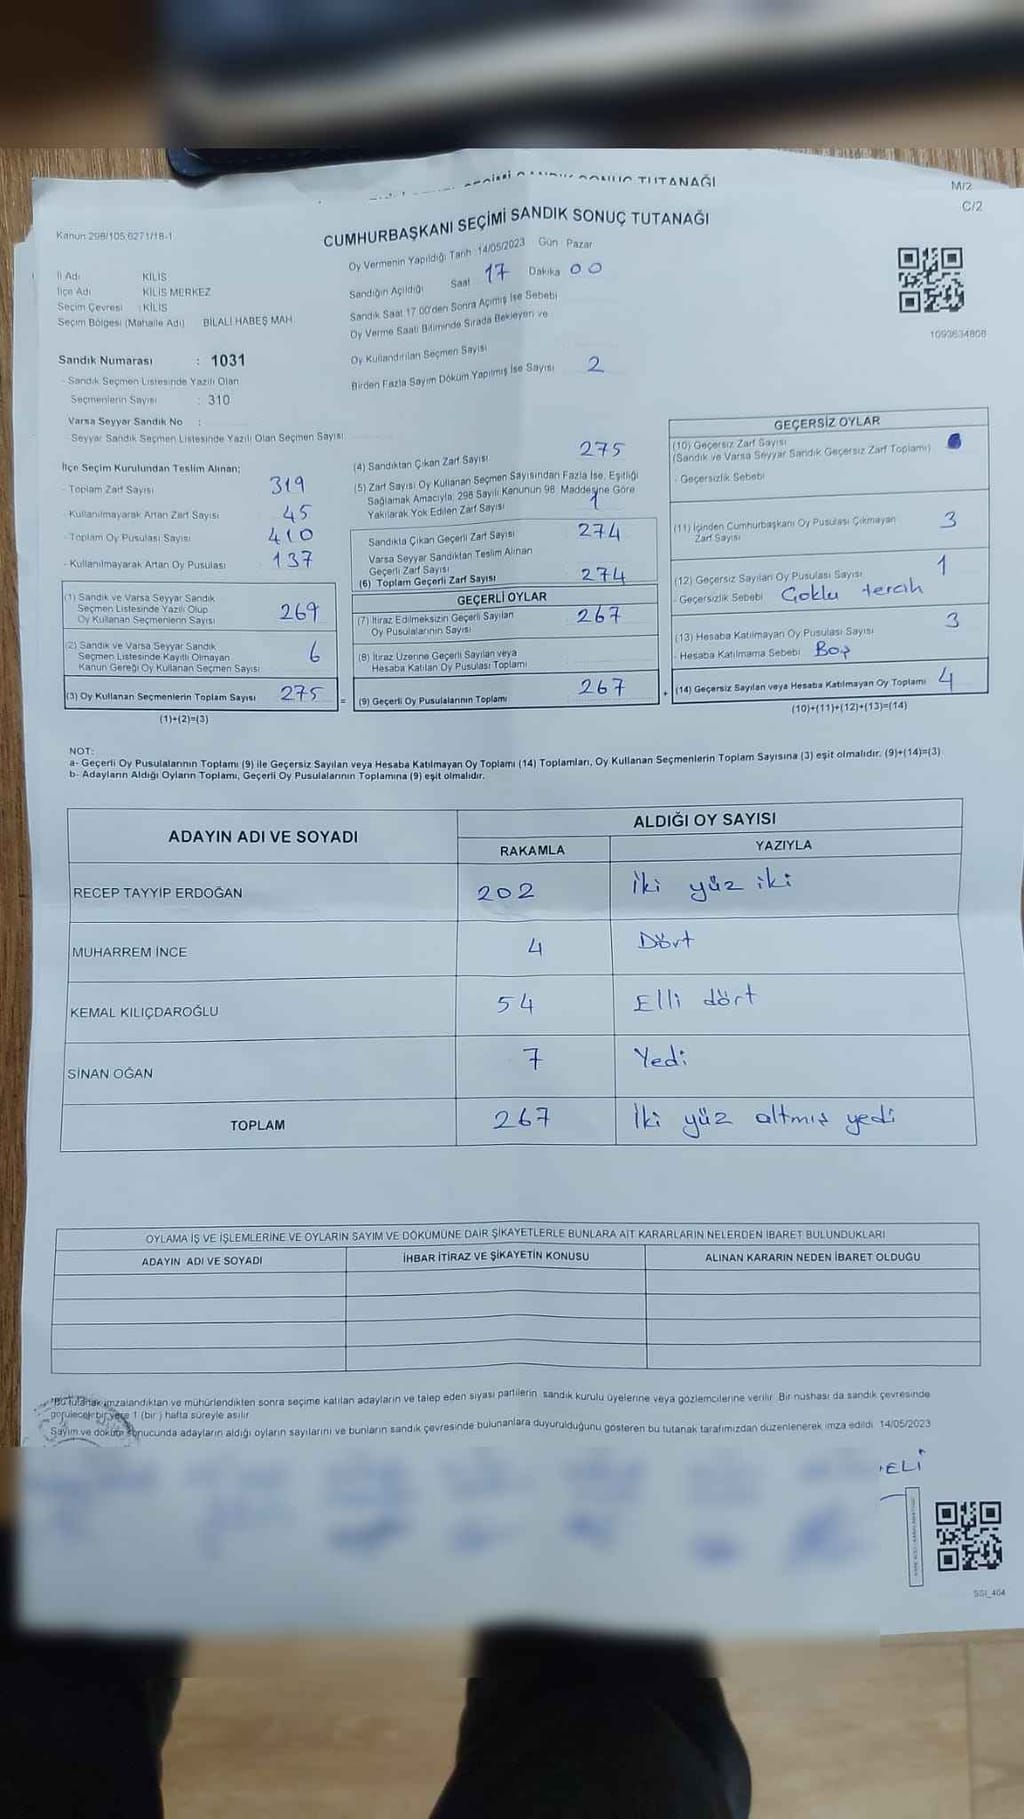 SONUÇ TUTANAĞI
M/2
C/2
Kanun 298/105,6271/18-1
CUMHURBAŞKANI SEÇİMİ SANDIK SONUÇ TUTANAĞI
Oy Vermenin Yapıldığı Tarih 14/05/2023 Gün Pazar
Sandığın Açıldığı Saat 17 Dakika 00
Sandık Saat 17.00'den Sonra Açımış İse Sebebi
Oy Verme Saati Bitiminde Sırada Bekleyen ve
Oy Kullandırılan Seçmen Sayısı
Birden Fazla Sayım Döküm Yapılmış İse Sayısı 2
1093634808
İl Adı KİLİS
İlçe Adı KİLİS MERKEZ
Seçim Çevresi : KİLİS
Seçim Bölgesi (Mahalle Adı) BİLALİ HABEŞ MAH.
Sandık Numarası : 1031
- Sandık Seçmen Listesinde Yazılı Olan
Seçmenlerin Sayısı : 310
Varsa Seyyar Sandık No :
Seyyar Sandık Seçmen Listesinde Yazılı Olan Seçmen Sayısı:
İlçe Seçim Kurulundan Teslim Alınan;
- Toplam Zarf Sayısı 319
- Kullanılmayarak Artan Zarf Sayısı 45
- Toplam Oy Pusulası Sayısı 410
- Kullanılmayarak Artan Oy Pusulası 137
(1) Sandık ve Varsa Seyyar Sandık
Seçmen Listesinde Yazılı Olup
Oy Kullanan Seçmenlerin Sayısı 269
(2) Sandık ve Varsa Seyyar Sandık
Seçmen Listesinde Kayıtlı Olmayan
Kanun Gereği Oy Kullanan Seçmen Sayısı 6
(3) Oy Kullanan Seçmenlerin Toplam Sayısı 275 =
(1)+(2)=(3)
(4) Sandıktan Çıkan Zarf Sayısı 275
(5) Zarf Sayısı Oy Kullanan Seçmen Sayısından Fazla İse, Eşitliği
Sağlamak Amacıyla; 298 Sayılı Kanunun 98. Maddesine Göre
Yakılarak Yok Edilen Zarf Sayısı 1
Sandıkta Çıkan Geçerli Zarf Sayısı 274
Varsa Seyyar Sandıktan Teslim Alınan
Geçerli Zarf Sayısı
(6) Toplam Geçerli Zarf Sayısı 274
GEÇERLİ OYLAR
(7) İtiraz Edilmeksizin Geçerli Sayılan
Oy Pusulalarının Sayısı 267
(8) İtiraz Üzerine Geçerli Sayılan veya
Hesaba Katılan Oy Pusulası Toplamı
(9) Geçerli Oy Pusulalarının Toplamı 267 +
GEÇERSİZ OYLAR
(10) Geçersiz Zarf Sayısı
(Sandık ve Varsa Seyyar Sandık Geçersiz Zarf Toplamı)
- Geçersizlik Sebebi
(11) İçinden Cumhurbaşkanı Oy Pusulası Çıkmayan
Zarf Sayısı 3
(12) Geçersiz Sayılan Oy Pusulası Sayısı 1
- Geçersizlik Sebebi Çoklu tercih
(13) Hesaba Katılmayan Oy Pusulası Sayısı 3
- Hesaba Katılmama Sebebi Boş
(14) Geçersiz Sayılan veya Hesaba Katılmayan Oy Toplamı 4
(10)+(11)+(12)+(13)=(14)
NOT:
a- Geçerli Oy Pusulalarının Toplamı (9) ile Geçersiz Sayılan veya Hesaba Katılmayan Oy Toplamı (14) Toplamları, Oy Kullanan Seçmenlerin Toplam Sayısına (3) eşit olmalıdır. (9)+(14)=(3)
b- Adayların Aldığı Oyların Toplamı, Geçerli Oy Pusulalarının Toplamına (9) eşit olmalıdır.
ADAYIN ADI VE SOYADI ALDIĞI OY SAYISI
RAKAMLA YAZIYLA
RECEP TAYYİP ERDOĞAN 202 İki yüz iki
MUHARREM İNCE 4 Dört
KEMAL KILIÇDAROĞLU 54 Elli dört
SİNAN OĞAN 7 Yedi
TOPLAM 267 İki yüz altmış yedi
OYLAMA İŞ VE İŞLEMLERİNE VE OYLARIN SAYIM VE DÖKÜMÜNE DAİR ŞİKAYETLERLE BUNLARA AİT KARARLARIN NELERDEN İBARET BULUNDUKLARI
ADAYIN ADI VE SOYADI İHBAR İTİRAZ VE ŞİKAYETİN KONUSU ALINAN KARARIN NEDEN İBARET OLDUĞU
*Bu tutanak imzalandıktan ve mühürlendikten sonra seçime katılan adayların ve talep eden siyasi partilerin sandık kurulu üyelerine veya gözlemcilerine verilir. Bir nüshası da sandık çevresinde
görülecek bir yere 1 (bir ) hafta süreyle asılır.
Sayım ve döküm sonucunda adayların aldığı oyların sayılarını ve bunların sandık çevresinde bulunanlara duyurulduğunu gösteren bu tutanak tarafımızdan düzenlenerek imza edildi. 14/05/2023
ELİ
SSI_404